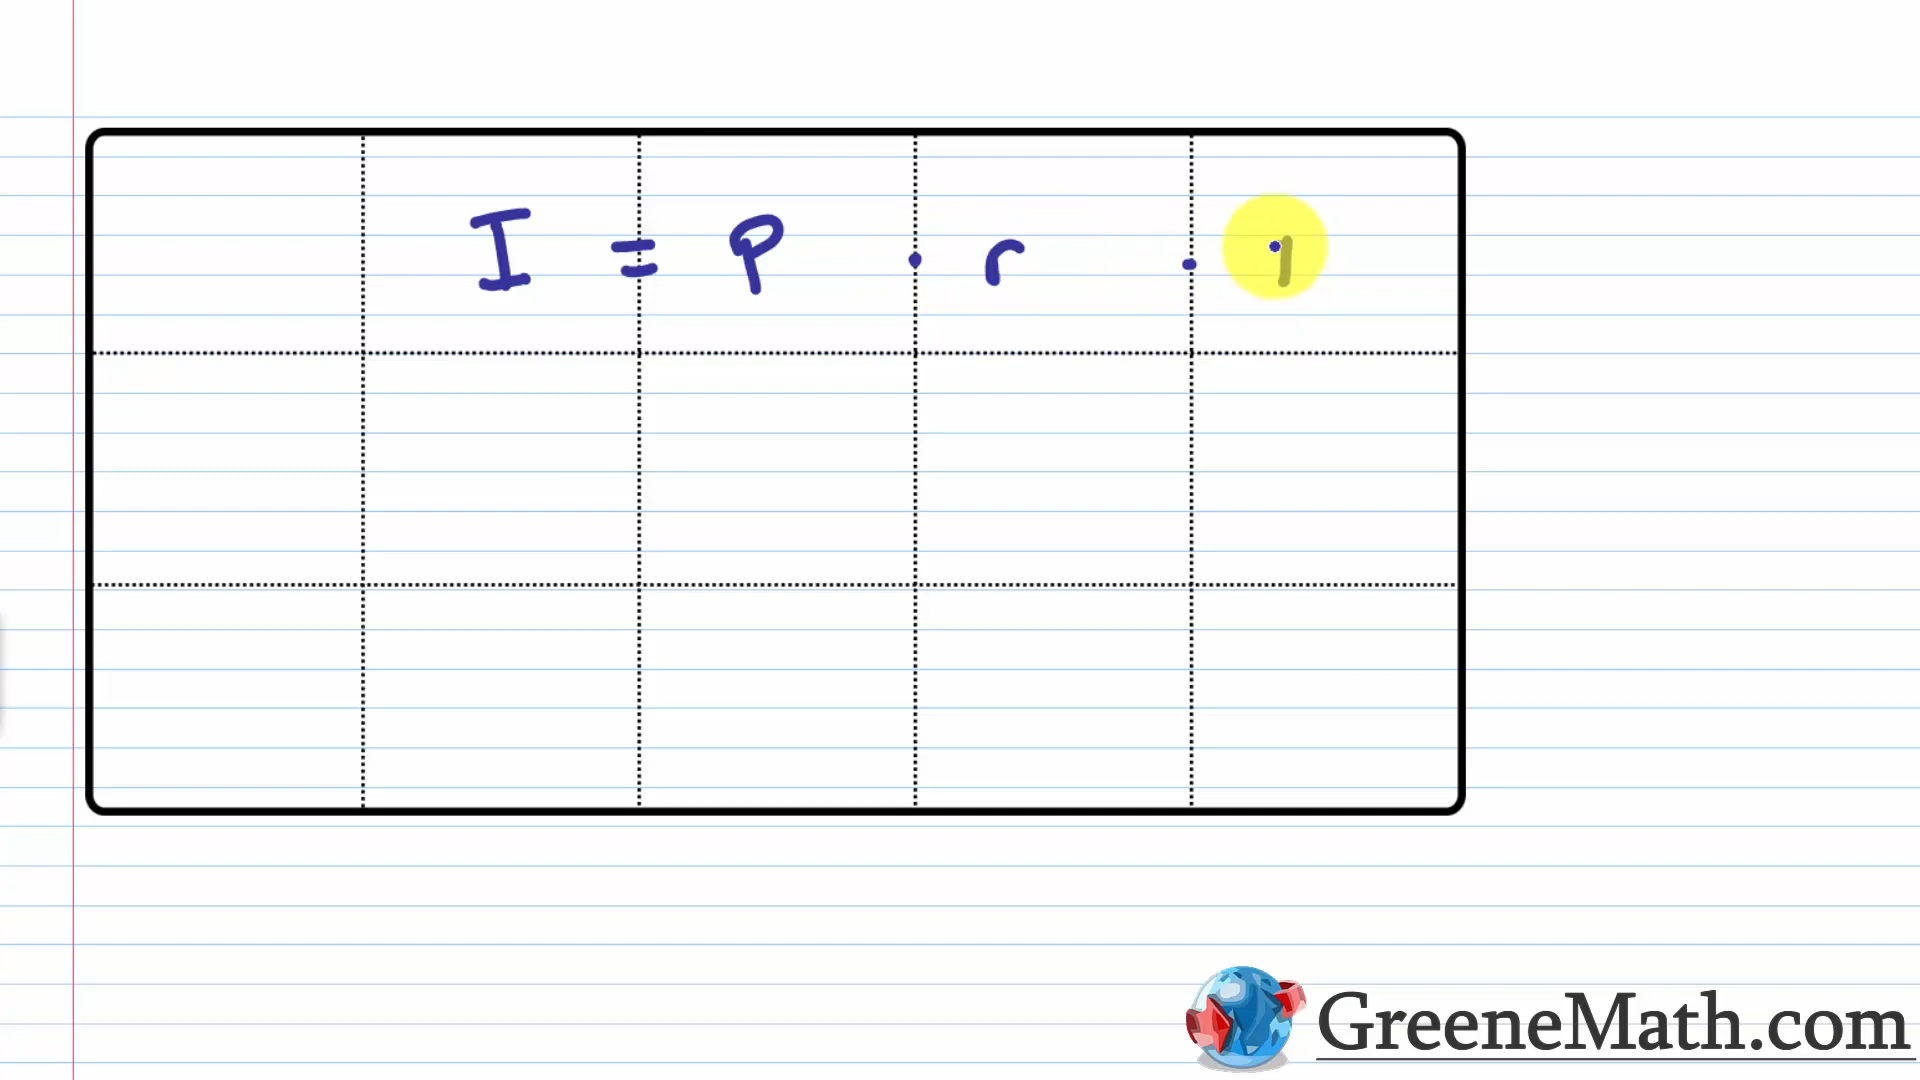 I = P · r ·
GreeneMath.com